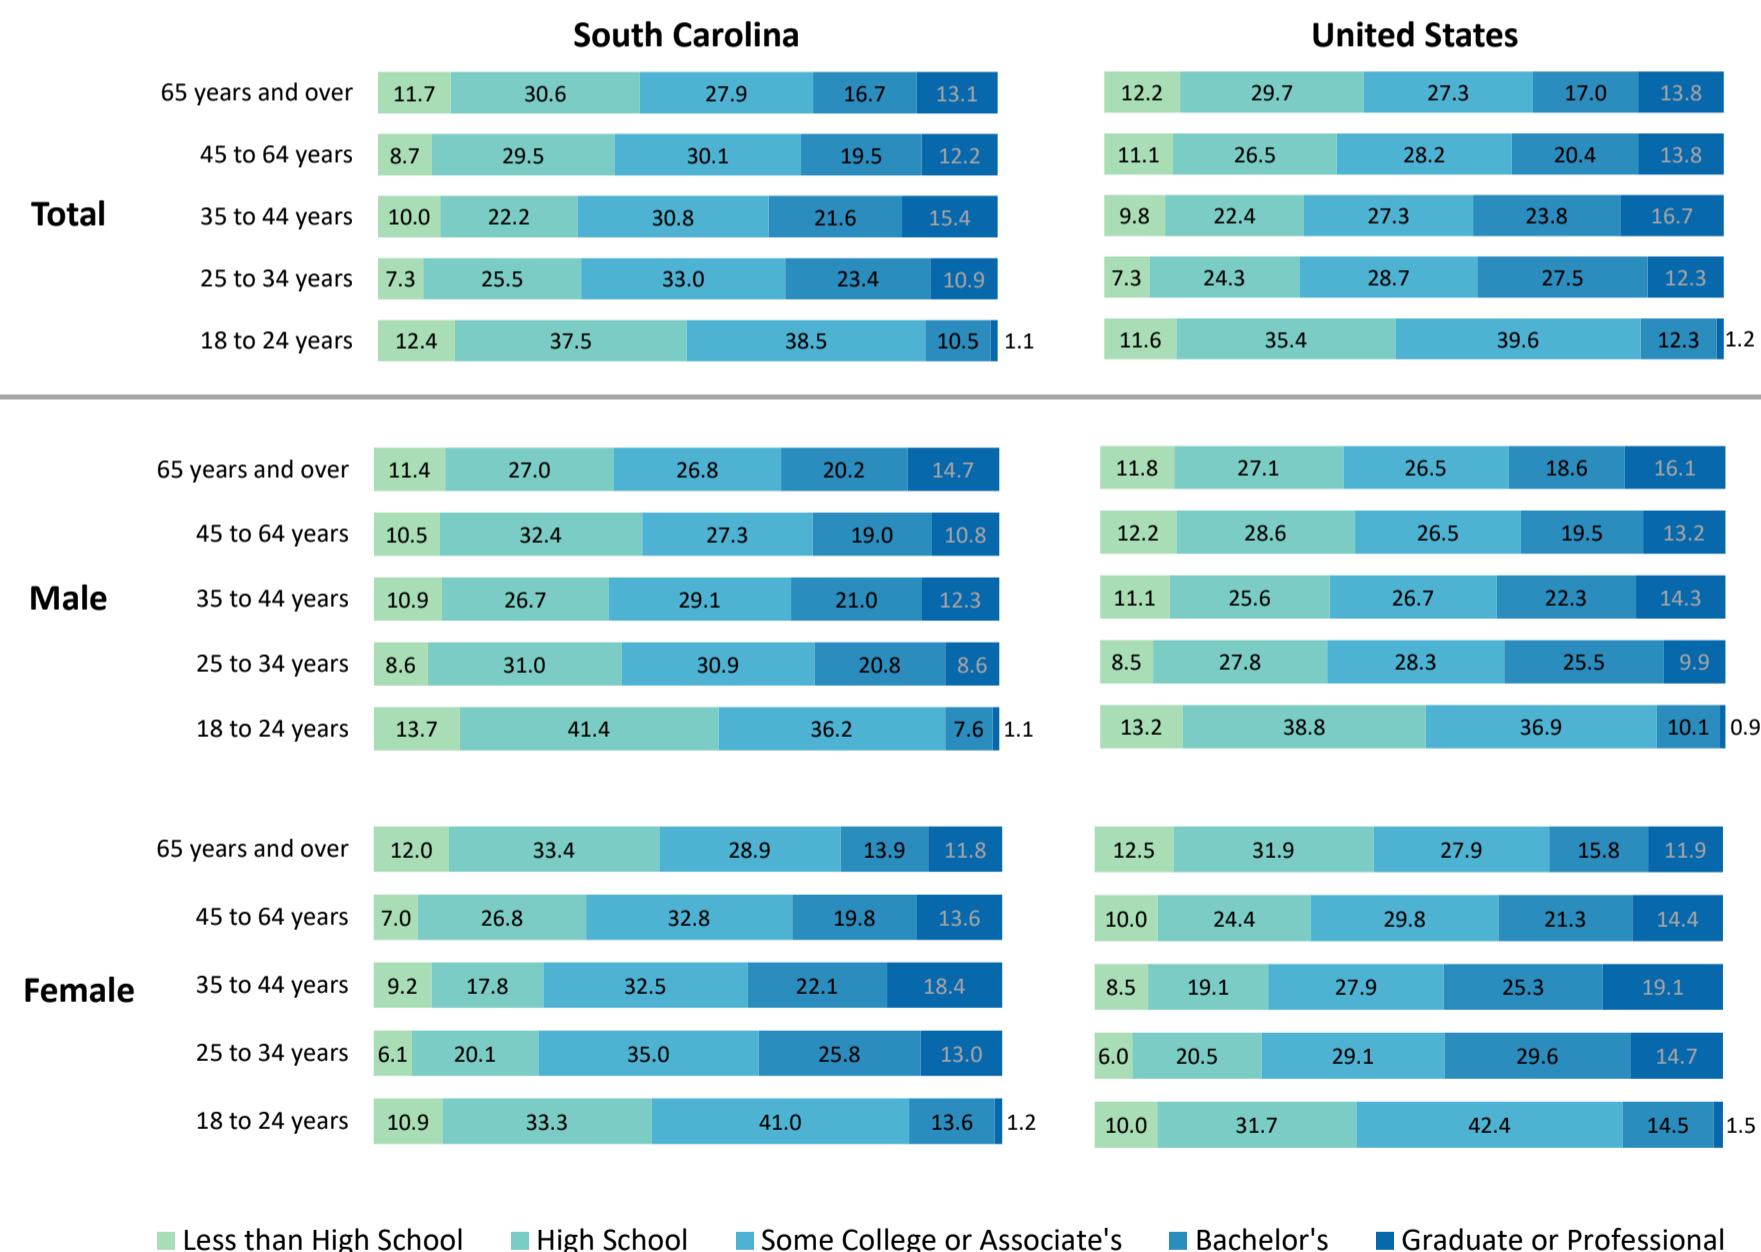 South Carolina United States
65 years and over 11.7 30.6 27.9 16.7 13.1 12.2 29.7 27.3 17.0 13.8
45 to 64 years 8.7 29.5 30.1 19.5 12.2 11.1 26.5 28.2 20.4 13.8
Total 35 to 44 years 10.0 22.2 30.8 21.6 15.4 9.8 22.4 27.3 23.8 16.7
25 to 34 years 7.3 25.5 33.0 23.4 10.9 7.3 24.3 28.7 27.5 12.3
18 to 24 years 12.4 37.5 38.5 10.5 1.1 11.6 35.4 39.6 12.3 1.2
65 years and over 11.4 27.0 26.8 20.2 14.7 11.8 27.1 26.5 18.6 16.1
45 to 64 years 10.5 32.4 27.3 19.0 10.8 12.2 28.6 26.5 19.5 13.2
Male 35 to 44 years 10.9 26.7 29.1 21.0 12.3 11.1 25.6 26.7 22.3 14.3
25 to 34 years 8.6 31.0 30.9 20.8 8.6 8.5 27.8 28.3 25.5 9.9
18 to 24 years 13.7 41.4 36.2 7.6 1.1 13.2 38.8 36.9 10.1 0.9
65 years and over 12.0 33.4 28.9 13.9 11.8 12.5 31.9 27.9 15.8 11.9
45 to 64 years 7.0 26.8 32.8 19.8 13.6 10.0 24.4 29.8 21.3 14.4
Female 35 to 44 years 9.2 17.8 32.5 22.1 18.4 8.5 19.1 27.9 25.3 19.1
25 to 34 years 6.1 20.1 35.0 25.8 13.0 6.0 20.5 29.1 29.6 14.7
18 to 24 years 10.9 33.3 41.0 13.6 1.2 10.0 31.7 42.4 14.5 1.5
Less than High School High School Some College or Associate's Bachelor's Graduate or Professional